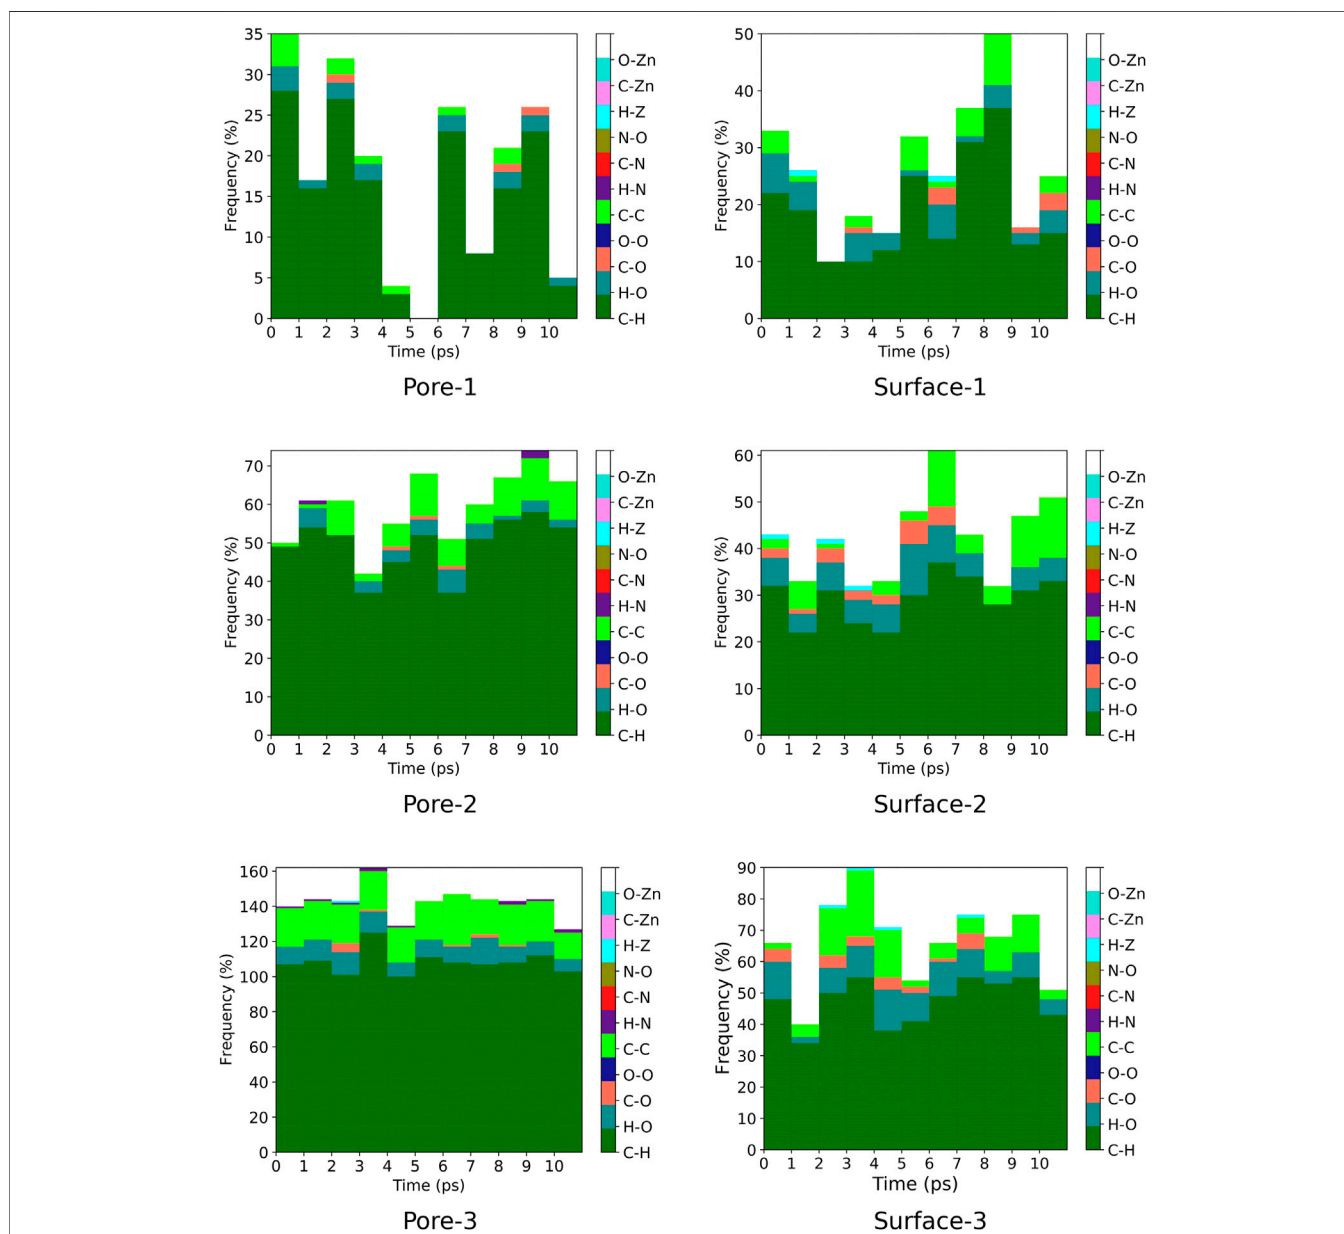 35
30
25
20
15
10
5
0
Frequency (%)
0 1 2 3 4 5 6 7 8 9 10
Time (ps)
O-Zn
C-Zn
H-Z
N-O
C-N
H-N
C-C
O-O
C-O
H-O
C-H
Pore-1
50
40
30
20
10
0
Frequency (%)
0 1 2 3 4 5 6 7 8 9 10
Time (ps)
O-Zn
C-Zn
H-Z
N-O
C-N
H-N
C-C
O-O
C-O
H-O
C-H
Surface-1
70
60
50
40
30
20
10
0
Frequency (%)
0 1 2 3 4 5 6 7 8 9 10
Time (ps)
O-Zn
C-Zn
H-Z
N-O
C-N
H-N
C-C
O-O
C-O
H-O
C-H
Pore-2
60
50
40
30
20
10
0
Frequency (%)
0 1 2 3 4 5 6 7 8 9 10
Time (ps)
O-Zn
C-Zn
H-Z
N-O
C-N
H-N
C-C
O-O
C-O
H-O
C-H
Surface-2
160
140
120
100
80
60
40
20
0
Frequency (%)
0 1 2 3 4 5 6 7 8 9 10
Time (ps)
O-Zn
C-Zn
H-Z
N-O
C-N
H-N
C-C
O-O
C-O
H-O
C-H
Pore-3
90
80
70
60
50
40
30
20
10
0
Frequency (%)
0 1 2 3 4 5 6 7 8 9 10
Time (ps)
O-Zn
C-Zn
H-Z
N-O
C-N
H-N
C-C
O-O
C-O
H-O
C-H
Surface-3